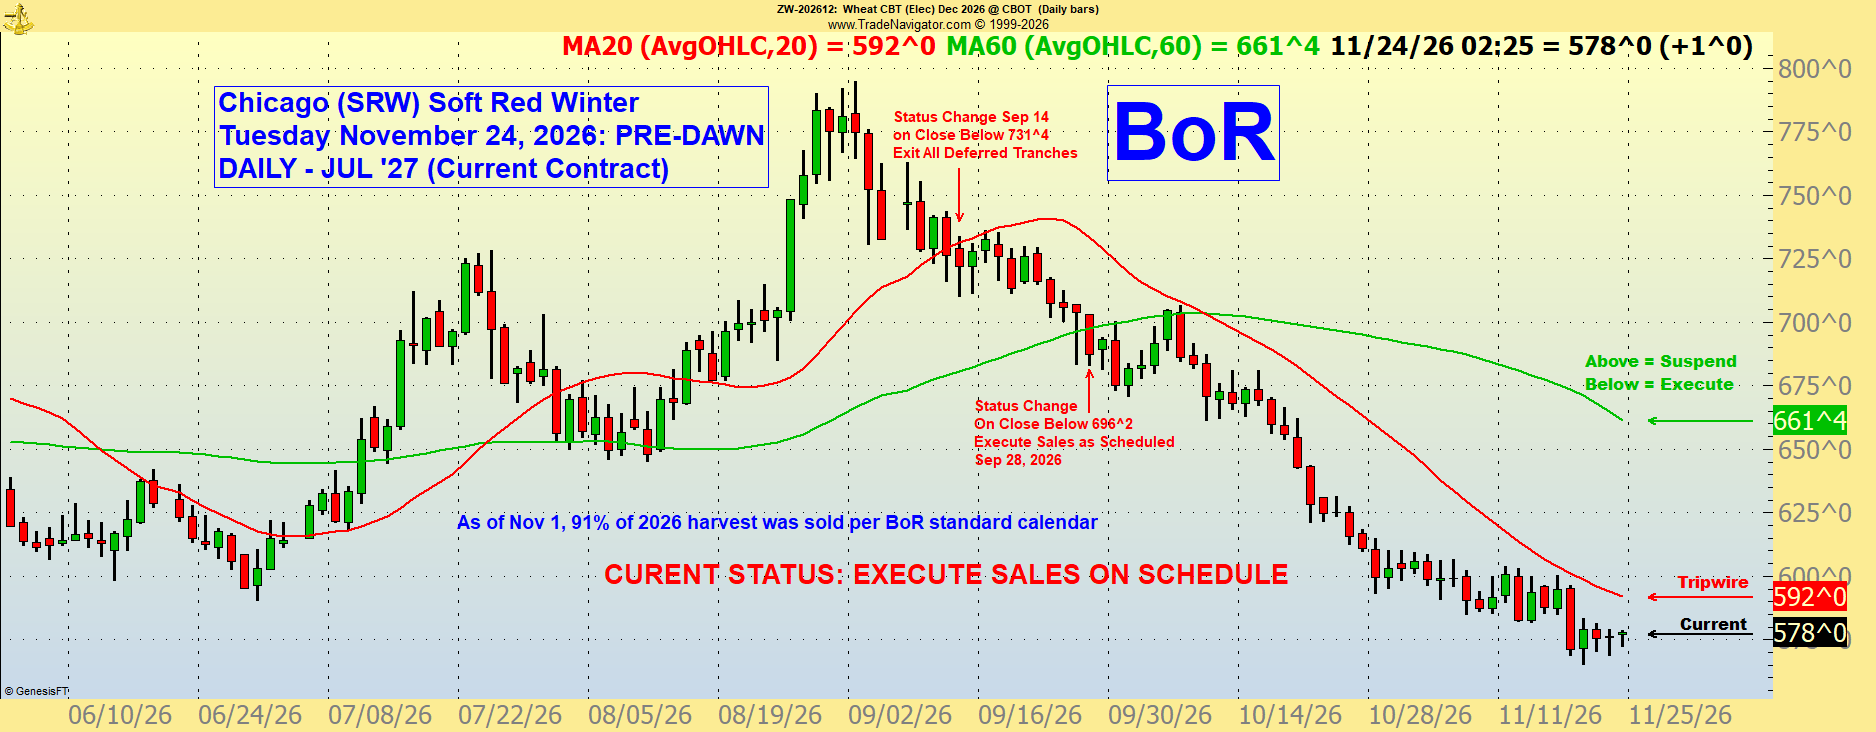 ZW-202612: Wheat CBT (Elec) Dec 2026 @ CBOT (Daily bars)
www.TradeNavigator.com © 1999-2026
MA20 (AvgOHLC,20) = 592^0 MA60 (AvgOHLC,60) = 661^4 11/24/26 02:25 = 578^0 (+1^0)
Chicago (SRW) Soft Red Winter
Tuesday November 24, 2026: PRE-DAWN
DAILY - JUL '27 (Current Contract)
Status Change Sep 14
on Close Below 731^4
Exit All Deferred Tranches
BoR
800^0
775^0
750^0
725^0
700^0
Above = Suspend
Below = Execute
675^0
661^4
650^0
Status Change
On Close Below 696^2
Execute Sales as Scheduled
Sep 28, 2026
As of Nov 1, 91% of 2026 harvest was sold per BoR standard calendar
625^0
CURENT STATUS: EXECUTE SALES ON SCHEDULE
600^0
Tripwire
592^0
Current
578^0
© GenesisFT
06/10/26 06/24/26 07/08/26 07/22/26 08/05/26 08/19/26 09/02/26 09/16/26 09/30/26 10/14/26 10/28/26 11/11/26 11/25/26